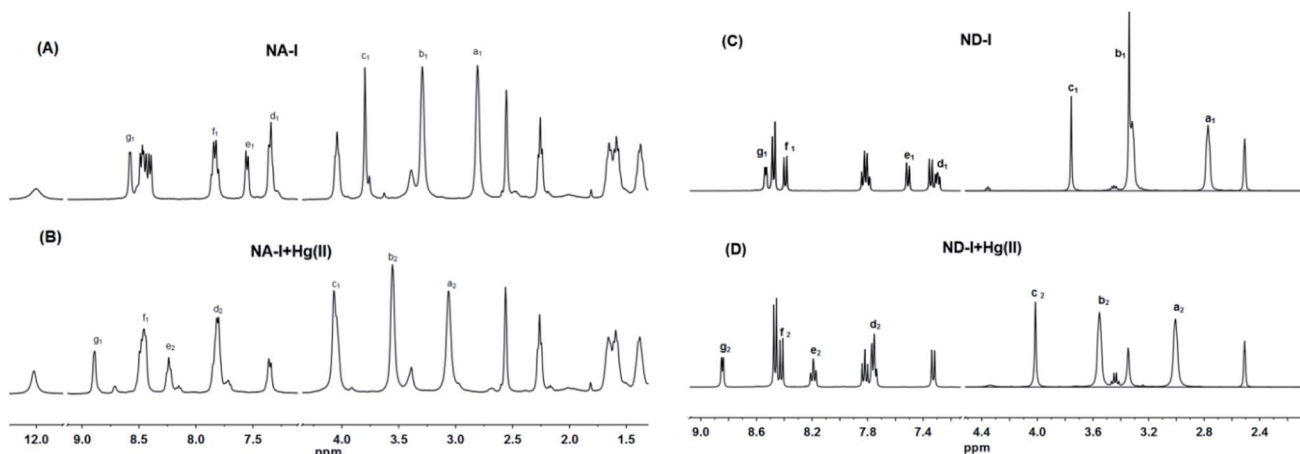 (A)
NA-I
g₁ f₁ e₁ d₁ c₁ b₁ a₁
(B)
NA-I+Hg(II)
g₁ f₁ e₂ d₂ c₁ b₂ a₂
12.0 9.0 8.5 8.0 7.5 4.0 3.5 3.0 2.5 2.0 1.5
ppm
(C)
ND-I
g₁ f₁ e₁ d₁ c₁ b₁ a₁
(D)
ND-I+Hg(II)
g₂ f₂ e₂ d₂ c₂ b₂ a₂
9.0 8.6 8.2 7.8 7.4 4.4 4.0 3.6 3.2 2.8 2.4
ppm